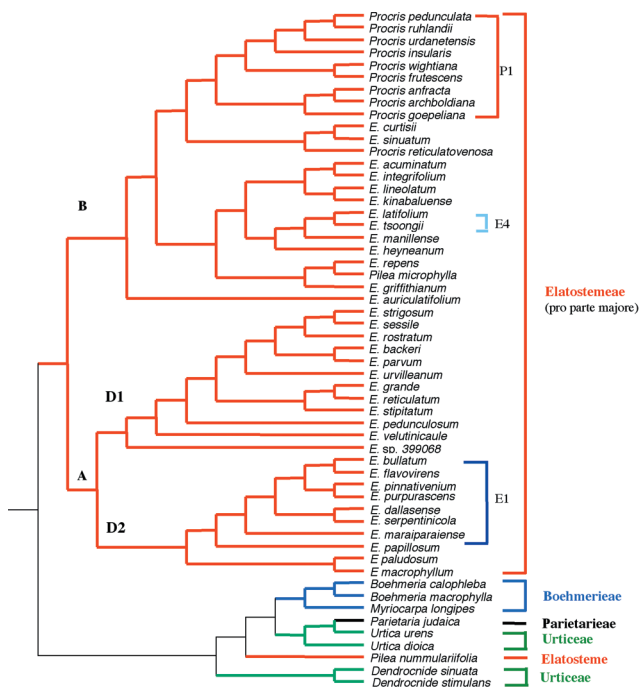 Procris pedunculata
Procris ruhlandii
Procris urdanetensis
Procris insularis
Procris wightiana
P1
Procris frutescens
Procris anfracta
Procris archboldiana
Procris goepeliana
E. curtisii
E. sinuatum
Procris reticulatovenosa
E. acuminatum
E. integrifolium
E. lineolatum
E. kinabaluense
B
E. latifolium
E. tsoongii
E4
E. manillense
E. heyneanum
E. repens
Pilea microphylla
E. griffithianum
E. auriculatifolium
Elatostemeae
(pro parte majore)
E. strigosum
E. sessile
E. rostratum
E. backeri
E. parvum
E. urvilleanum
E. grande
D1
E. reticulatum
E. stipitatum
E. pedunculosum
E. velutinicaule
E. sp. 399068
E. bullatum
A
E. flavovirens
E. pinnativenium
E. purpurascens
E1
E. dallasense
E. serpentinicola
D2
E. maraiparaiense
E. papillosum
E paludosum
E macrophyllum
Boehmeria calophleba
Boehmeria macrophylla
Boehmerieae
Myriocarpa longipes
Parietaria judaica
Parietarieae
Urtica urens
Urticeae
Urtica dioica
Pilea nummulariifolia
Elatosteme
Dendrocnide sinuata
Urticeae
Dendrocnide stimulans